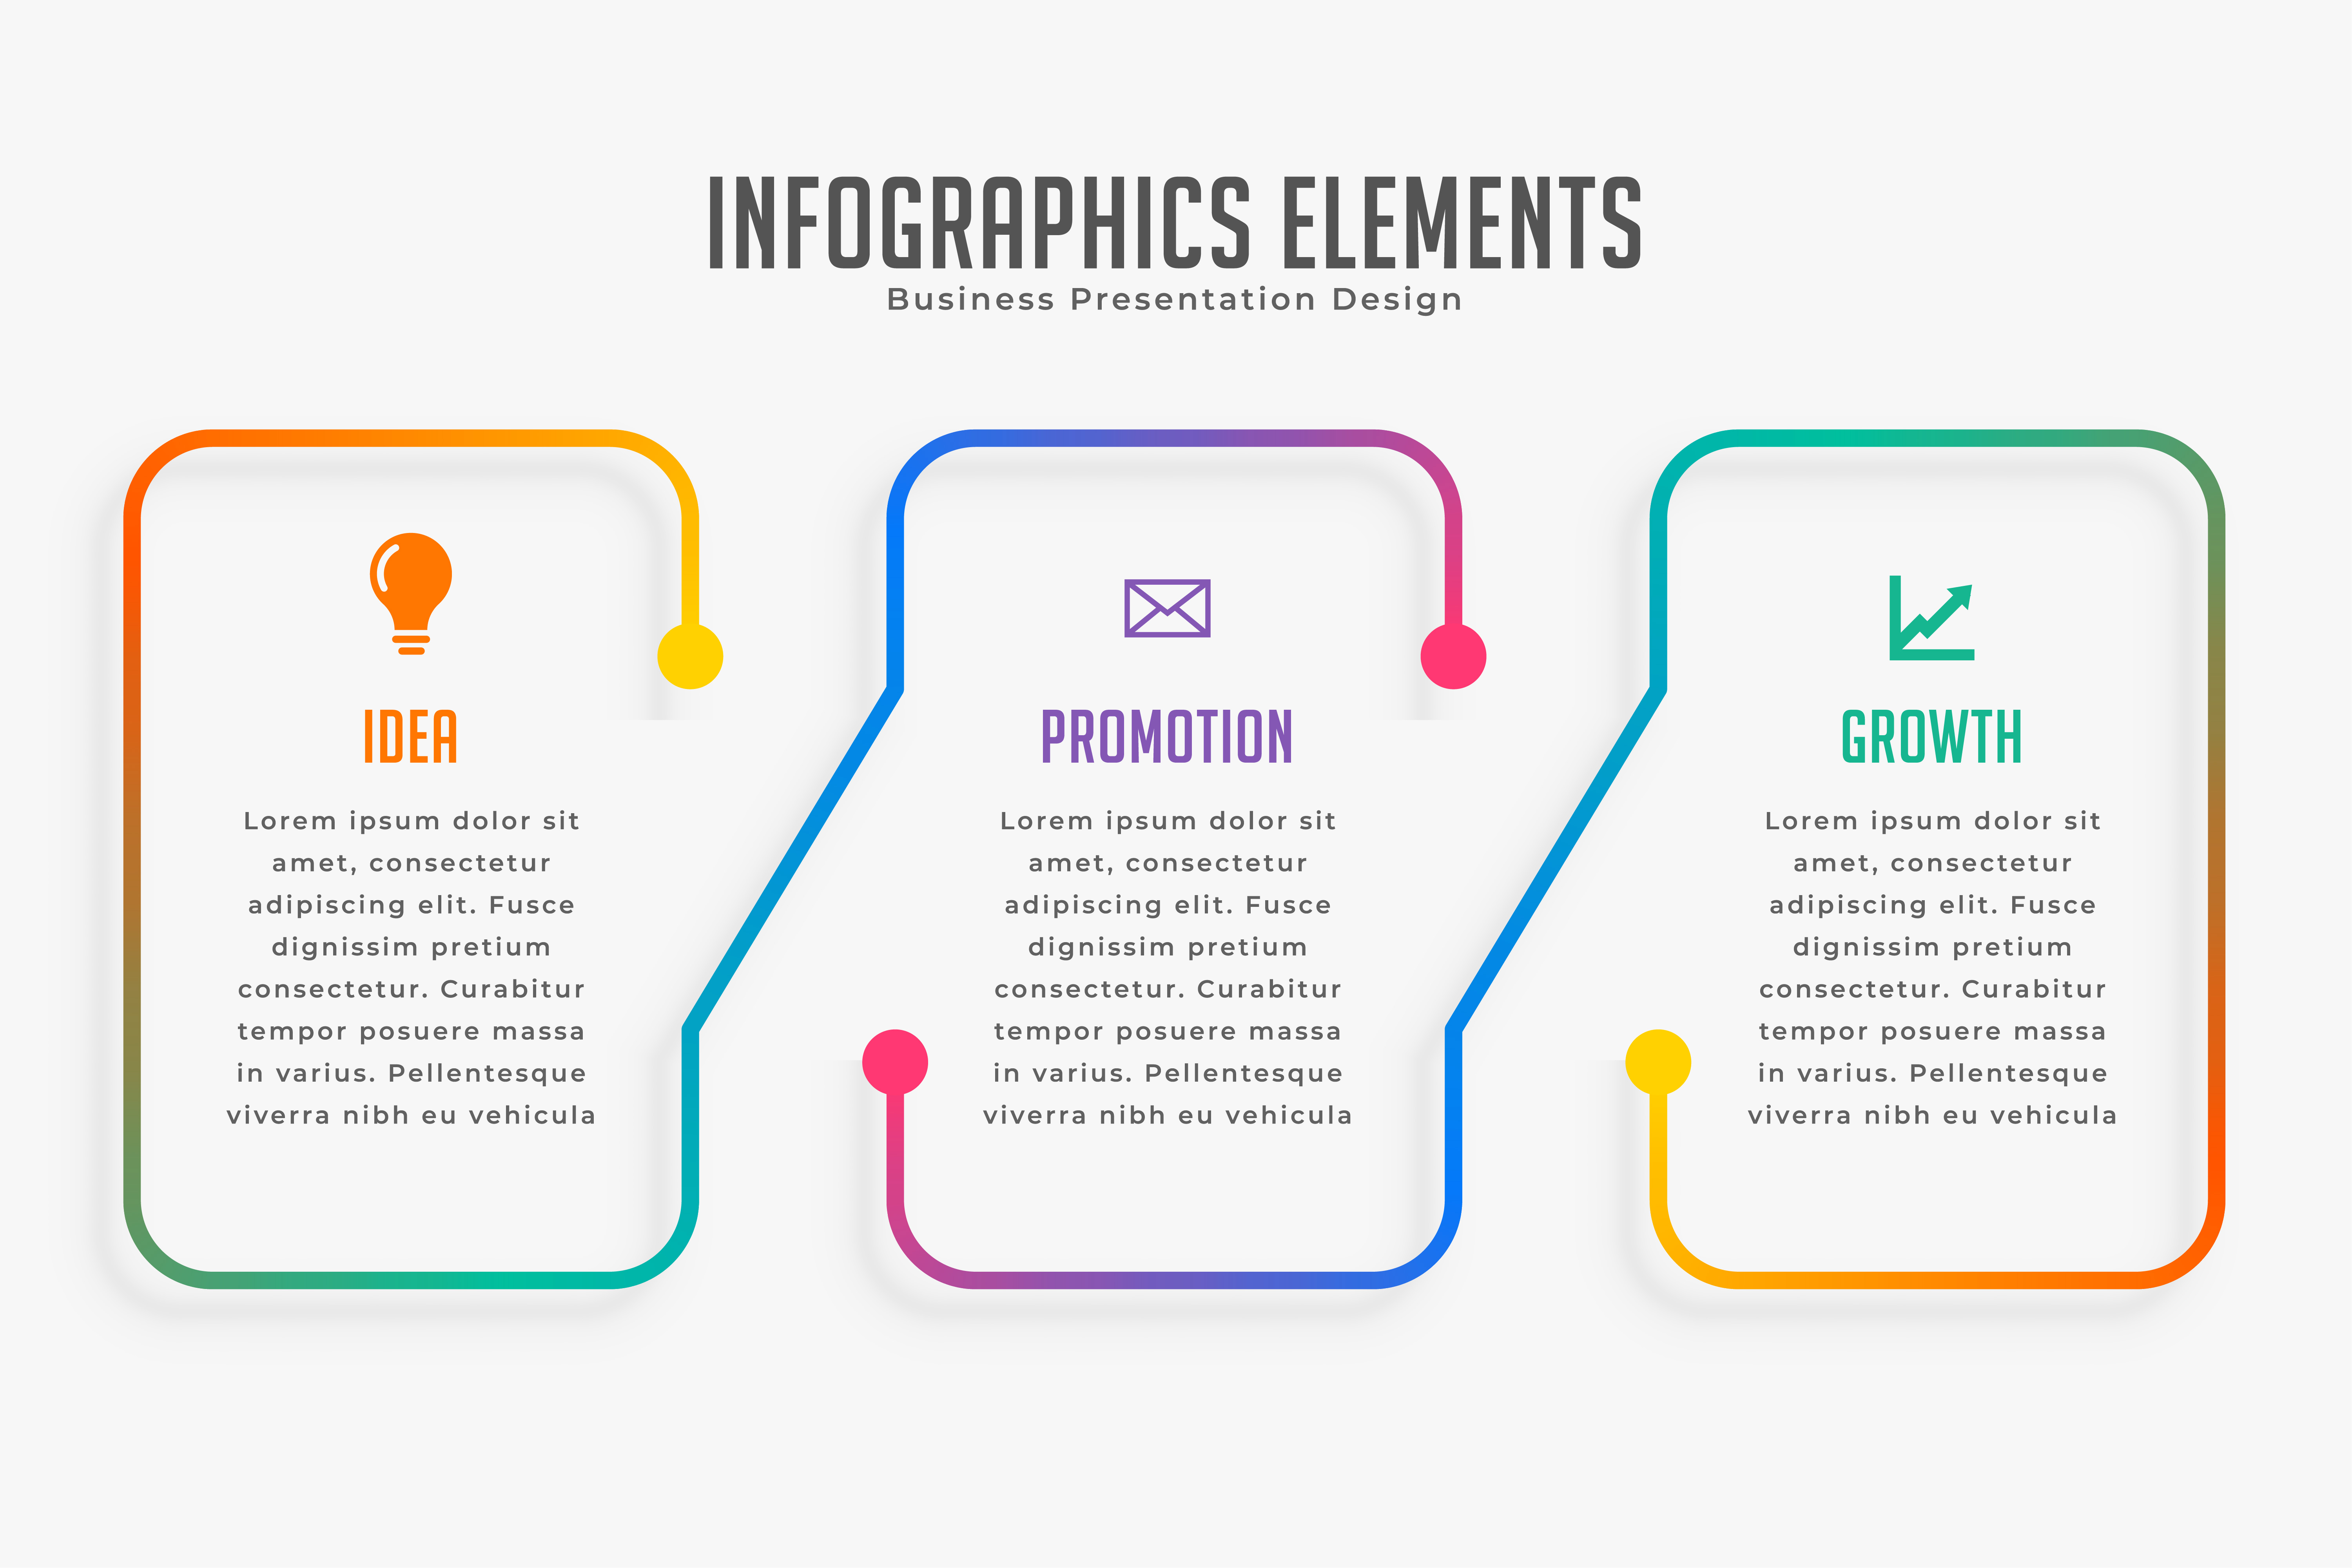 INFOGRAPHICS ELEMENTS
Business Presentation Design
IDEA
Lorem ipsum dolor sit
amet, consectetur
adipiscing elit. Fusce
dignissim pretium
consectetur. Curabitur
tempor posuere massa
in varius. Pellentesque
viverra nibh eu vehicula
PROMOTION
Lorem ipsum dolor sit
amet, consectetur
adipiscing elit. Fusce
dignissim pretium
consectetur. Curabitur
tempor posuere massa
in varius. Pellentesque
viverra nibh eu vehicula
GROWTH
Lorem ipsum dolor sit
amet, consectetur
adipiscing elit. Fusce
dignissim pretium
consectetur. Curabitur
tempor posuere massa
in varius. Pellentesque
viverra nibh eu vehicula